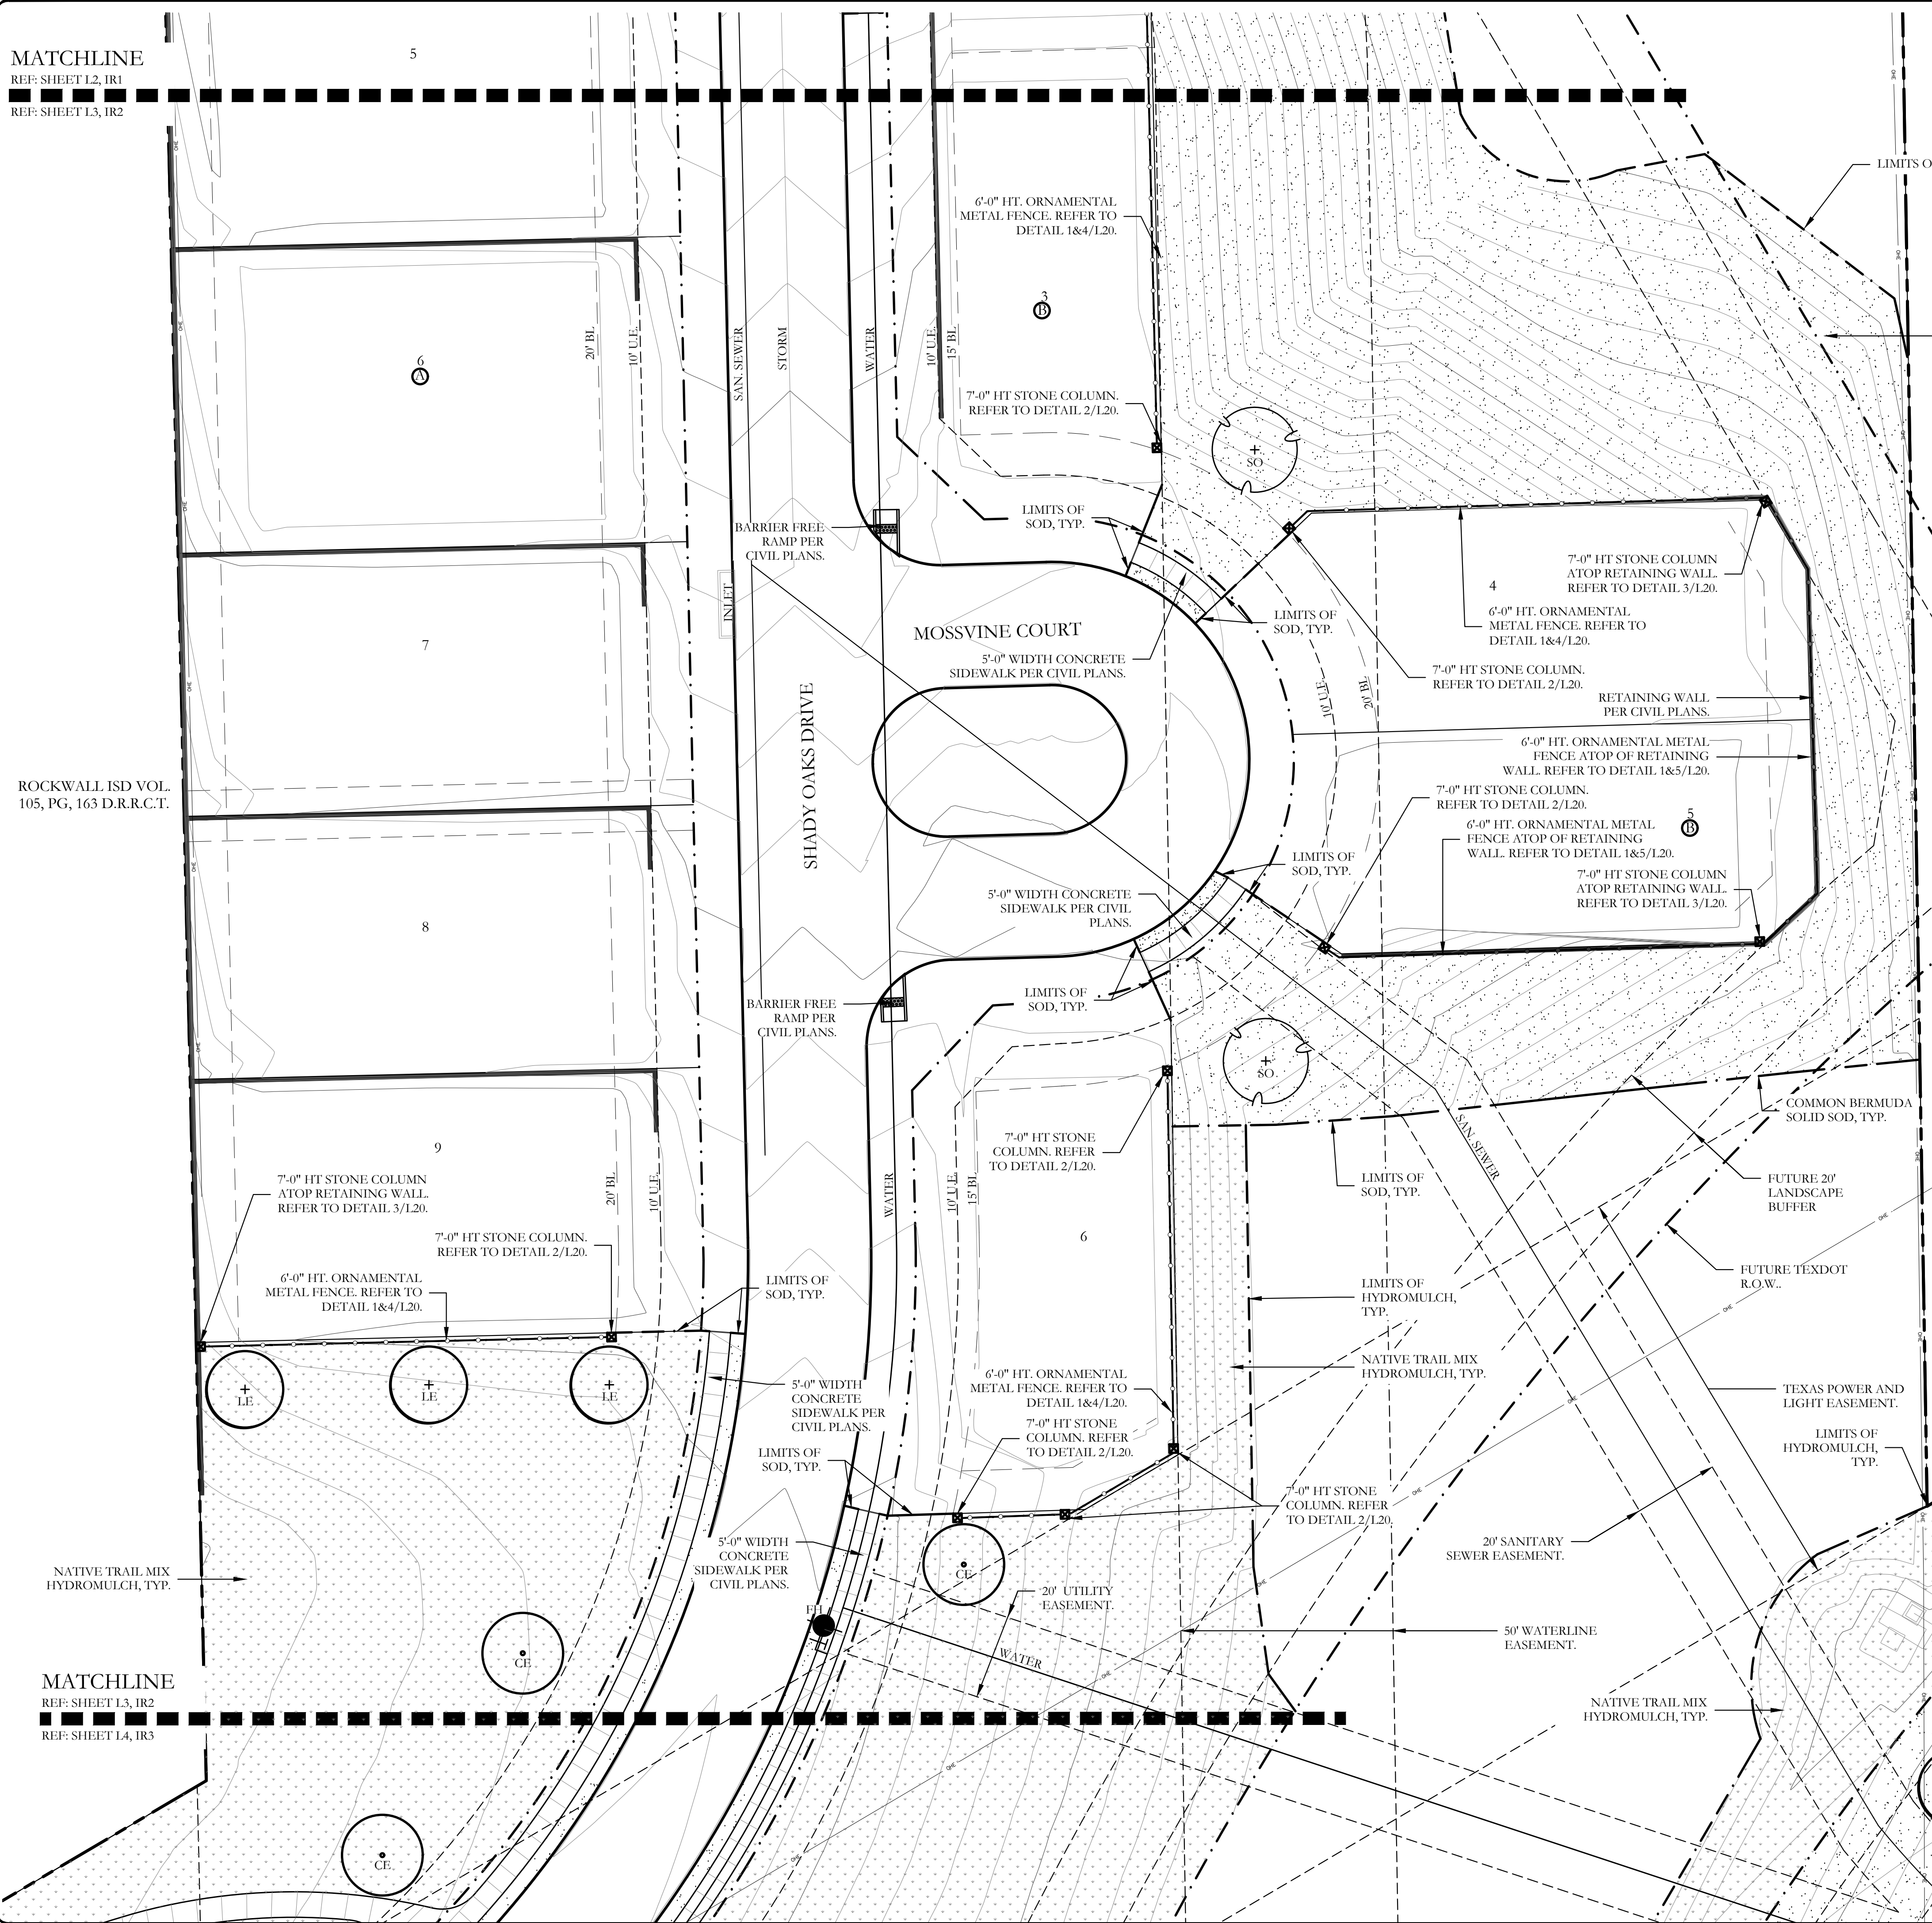 MATCHLINE
REF: SHEET L2, IR1
REF: SHEET L3, IR2
5
LIMITS O
6'-0" HT. ORNAMENTAL
METAL FENCE. REFER TO
DETAIL 1&4/L20.
3
B
6
A
20' BL
10' U.E.
SAN. SEWER
STORM
WATER
10' U.E.
15' BL
7'-0" HT STONE COLUMN.
REFER TO DETAIL 2/L20.
SO
LIMITS OF
SOD, TYP.
BARRIER FREE
RAMP PER
CIVIL PLANS.
INLET
7'-0" HT STONE COLUMN
ATOP RETAINING WALL.
REFER TO DETAIL 3/L20.
4
6'-0" HT. ORNAMENTAL
METAL FENCE. REFER TO
DETAIL 1&4/L20.
LIMITS OF
SOD, TYP.
MOSSVINE COURT
7
5'-0" WIDTH CONCRETE
SIDEWALK PER CIVIL PLANS.
7'-0" HT STONE COLUMN.
REFER TO DETAIL 2/L20.
10' U.E.
20' BL
RETAINING WALL
PER CIVIL PLANS.
SHADY OAKS DRIVE
6'-0" HT. ORNAMENTAL METAL
FENCE ATOP OF RETAINING
WALL. REFER TO DETAIL 1&5/L20.
ROCKWALL ISD VOL.
105, PG, 163 D.R.R.C.T.
7'-0" HT STONE COLUMN.
REFER TO DETAIL 2/L20.
5
B
6'-0" HT. ORNAMENTAL METAL
FENCE ATOP OF RETAINING
WALL. REFER TO DETAIL 1&5/L20.
LIMITS OF
SOD, TYP.
7'-0" HT STONE COLUMN
ATOP RETAINING WALL.
REFER TO DETAIL 3/L20.
8
5'-0" WIDTH CONCRETE
SIDEWALK PER CIVIL
PLANS.
LIMITS OF
SOD, TYP.
BARRIER FREE
RAMP PER
CIVIL PLANS.
SO
COMMON BERMUDA
SOLID SOD, TYP.
SAN. SEWER
9
7'-0" HT STONE
COLUMN. REFER
TO DETAIL 2/L20.
7'-0" HT STONE COLUMN
ATOP RETAINING WALL.
REFER TO DETAIL 3/L20.
20' BL
10' U.E.
WATER
10' U.E.
15' BL
LIMITS OF
SOD, TYP.
FUTURE 20'
LANDSCAPE
BUFFER
6
7'-0" HT STONE COLUMN.
REFER TO DETAIL 2/L20.
6'-0" HT. ORNAMENTAL
METAL FENCE. REFER TO
DETAIL 1&4/L20.
LIMITS OF
SOD, TYP.
LIMITS OF
HYDROMULCH,
TYP.
FUTURE TEXDOT
R.O.W..
OHE
LE
LE
LE
5'-0" WIDTH
CONCRETE
SIDEWALK PER
CIVIL PLANS.
6'-0" HT. ORNAMENTAL
METAL FENCE. REFER TO
DETAIL 1&4/L20.
NATIVE TRAIL MIX
HYDROMULCH, TYP.
TEXAS POWER AND
LIGHT EASEMENT.
7'-0" HT STONE
COLUMN. REFER
TO DETAIL 2/L20.
LIMITS OF
SOD, TYP.
LIMITS OF
HYDROMULCH,
TYP.
7'-0" HT STONE
COLUMN. REFER
TO DETAIL 2/L20.
5'-0" WIDTH
CONCRETE
SIDEWALK PER
CIVIL PLANS.
20' SANITARY
SEWER EASEMENT.
NATIVE TRAIL MIX
HYDROMULCH, TYP.
CE
20' UTILITY
EASEMENT.
FH
50' WATERLINE
EASEMENT.
WATER
CE
MATCHLINE
REF: SHEET L3, IR2
REF: SHEET L4, IR3
NATIVE TRAIL MIX
HYDROMULCH, TYP.
CE